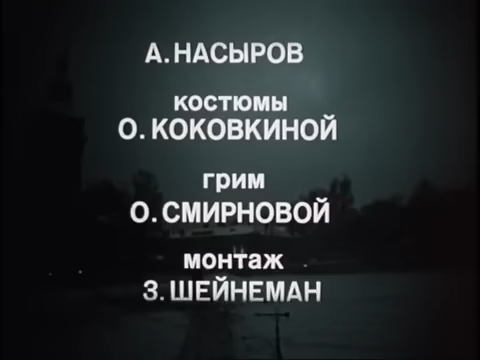 А. НАСЫРОВ
костюмы
О. КОКОВКИНОЙ
грим
О. СМИРНОВОЙ
монтаж
З. ШЕЙНЕМАН